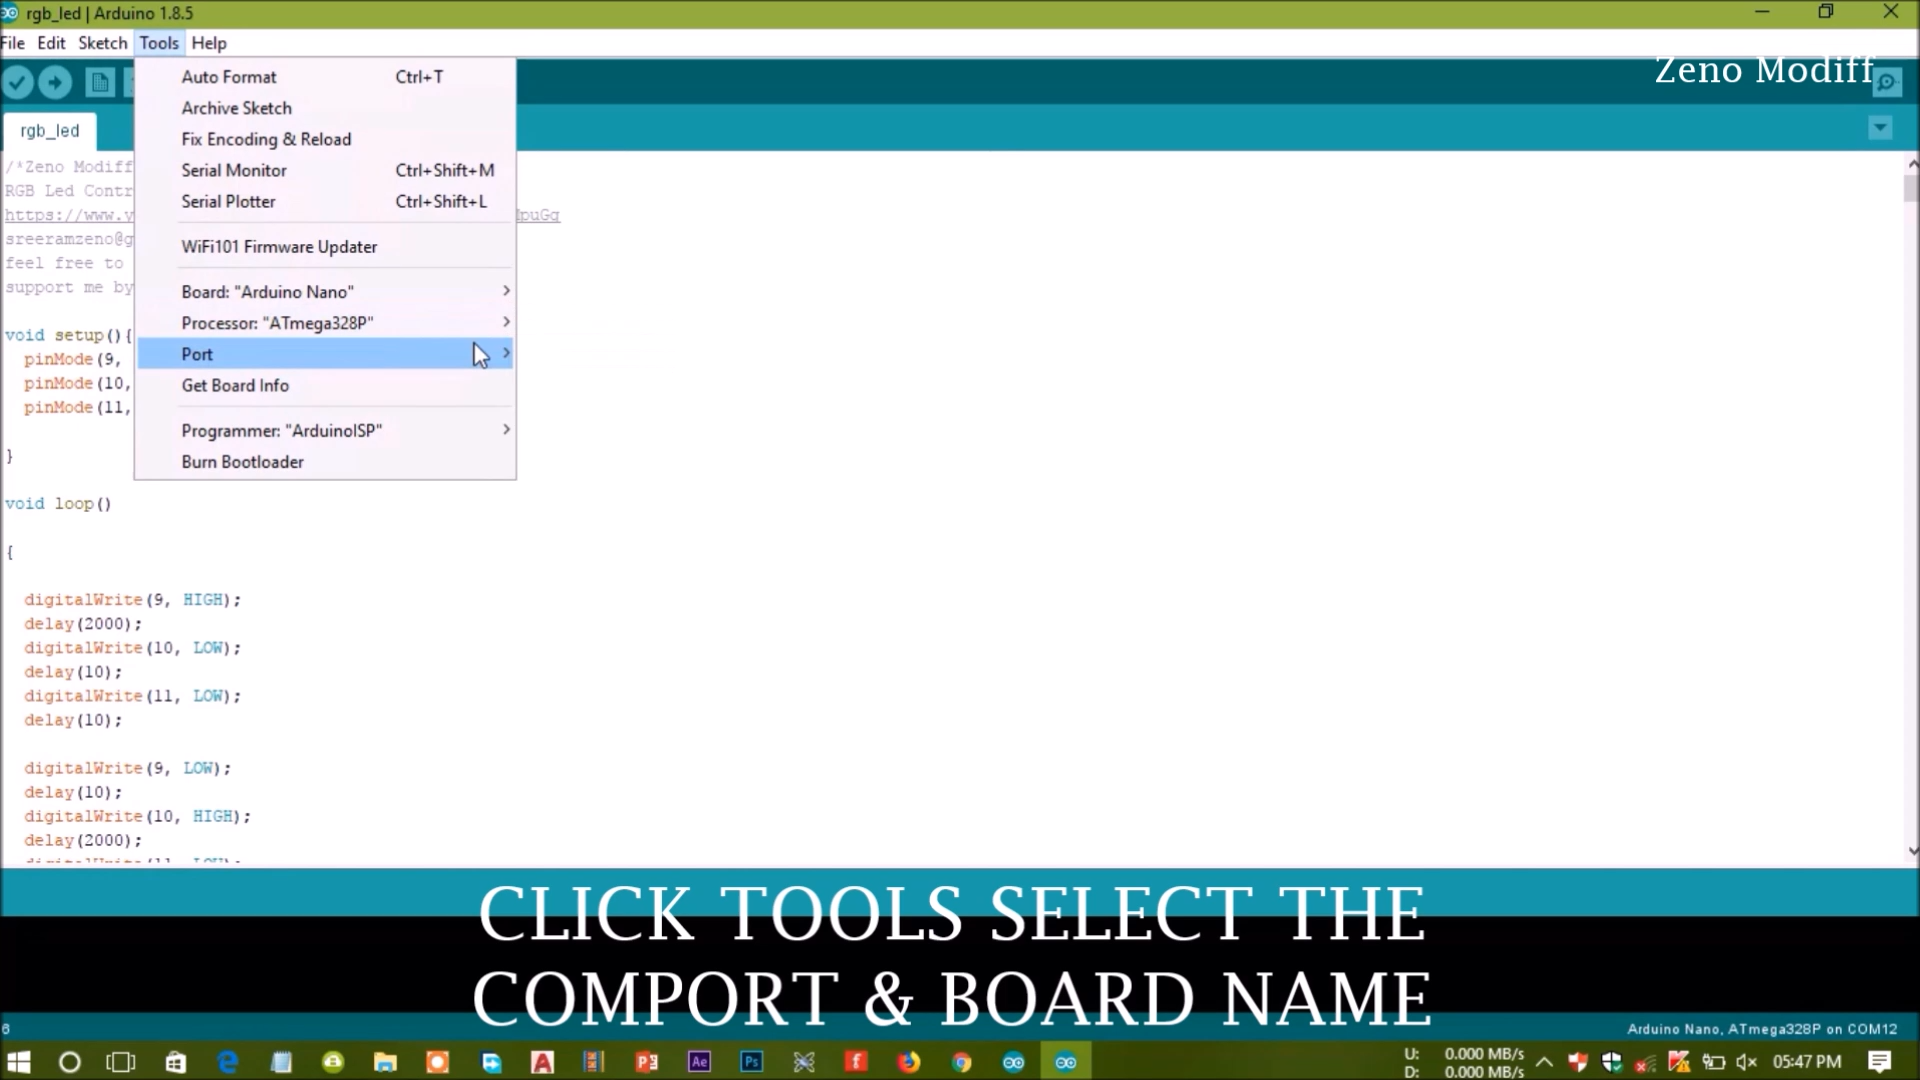 rgb_led | Arduino 1.8.5
File Edit Sketch Tools Help
Zeno Modiff
Auto Format Ctrl+T
Archive Sketch
Fix Encoding & Reload
Serial Monitor Ctrl+Shift+M
Serial Plotter Ctrl+Shift+L
WiFi101 Firmware Updater
Board: "Arduino Nano"
Processor: "ATmega328P"
Port
Get Board Info
Programmer: "ArduinoISP"
Burn Bootloader
rgb_led
/*Zeno Modiff
RGB Led Contr
https://www.y puGq
sreeramzeno@g
feel free to
support me by
void setup(){
pinMode(9,
pinMode(10,
pinMode(11,
}
void loop()
{
digitalWrite(9, HIGH);
delay(2000);
digitalWrite(10, LOW);
delay(10);
digitalWrite(11, LOW);
delay(10);
digitalWrite(9, LOW);
delay(10);
digitalWrite(10, HIGH);
delay(2000);
CLICK TOOLS SELECT THE
COMPORT & BOARD NAME
6
Arduino Nano, ATmega328P on COM12
U: 0.000 MB/s
D: 0.000 MB/s
05:47 PM
Ae
Ps